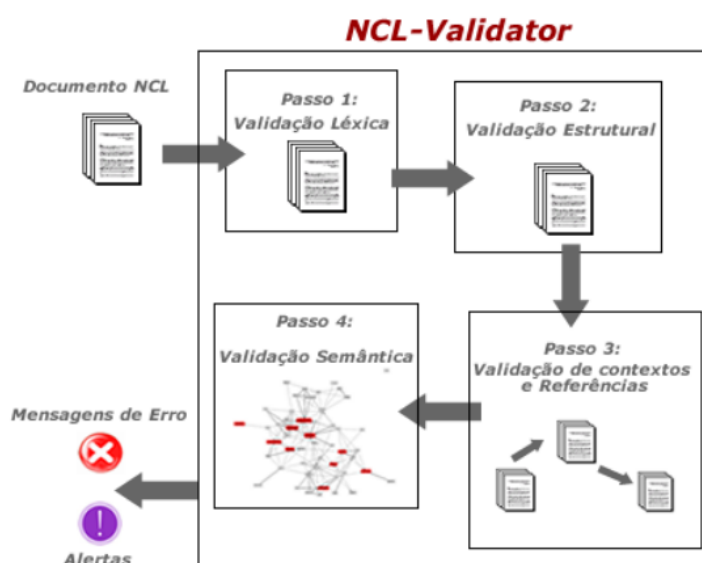 NCL-Validator
Documento NCL
Passo 1:
Validação Léxica
Passo 2:
Validação Estrutural
Passo 3:
Validação de contextos
e Referências
Passo 4:
Validação Semântica
Mensagens de Erro
Alertas